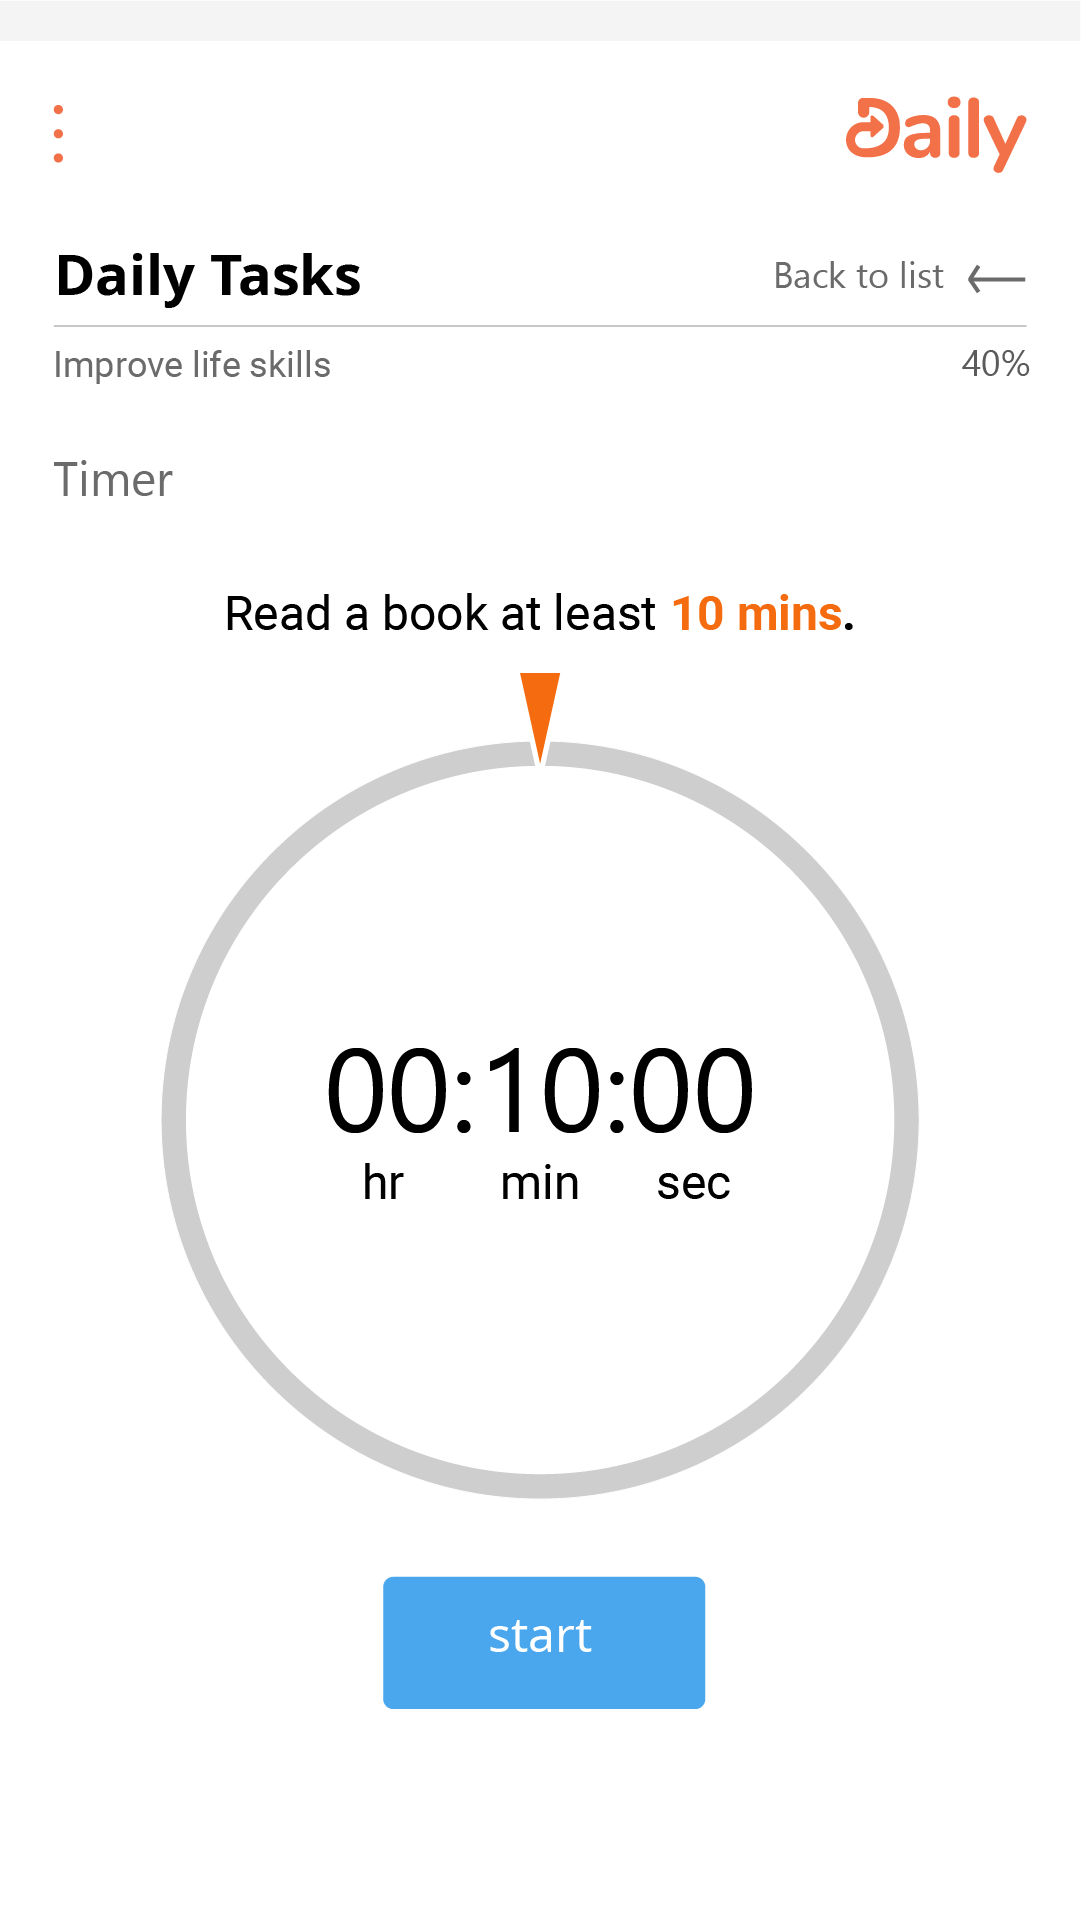 Daily
Daily Tasks Back to list
Improve life skills 40%
Timer
Read a book at least 10 mins.
00:10:00
hr min sec
start